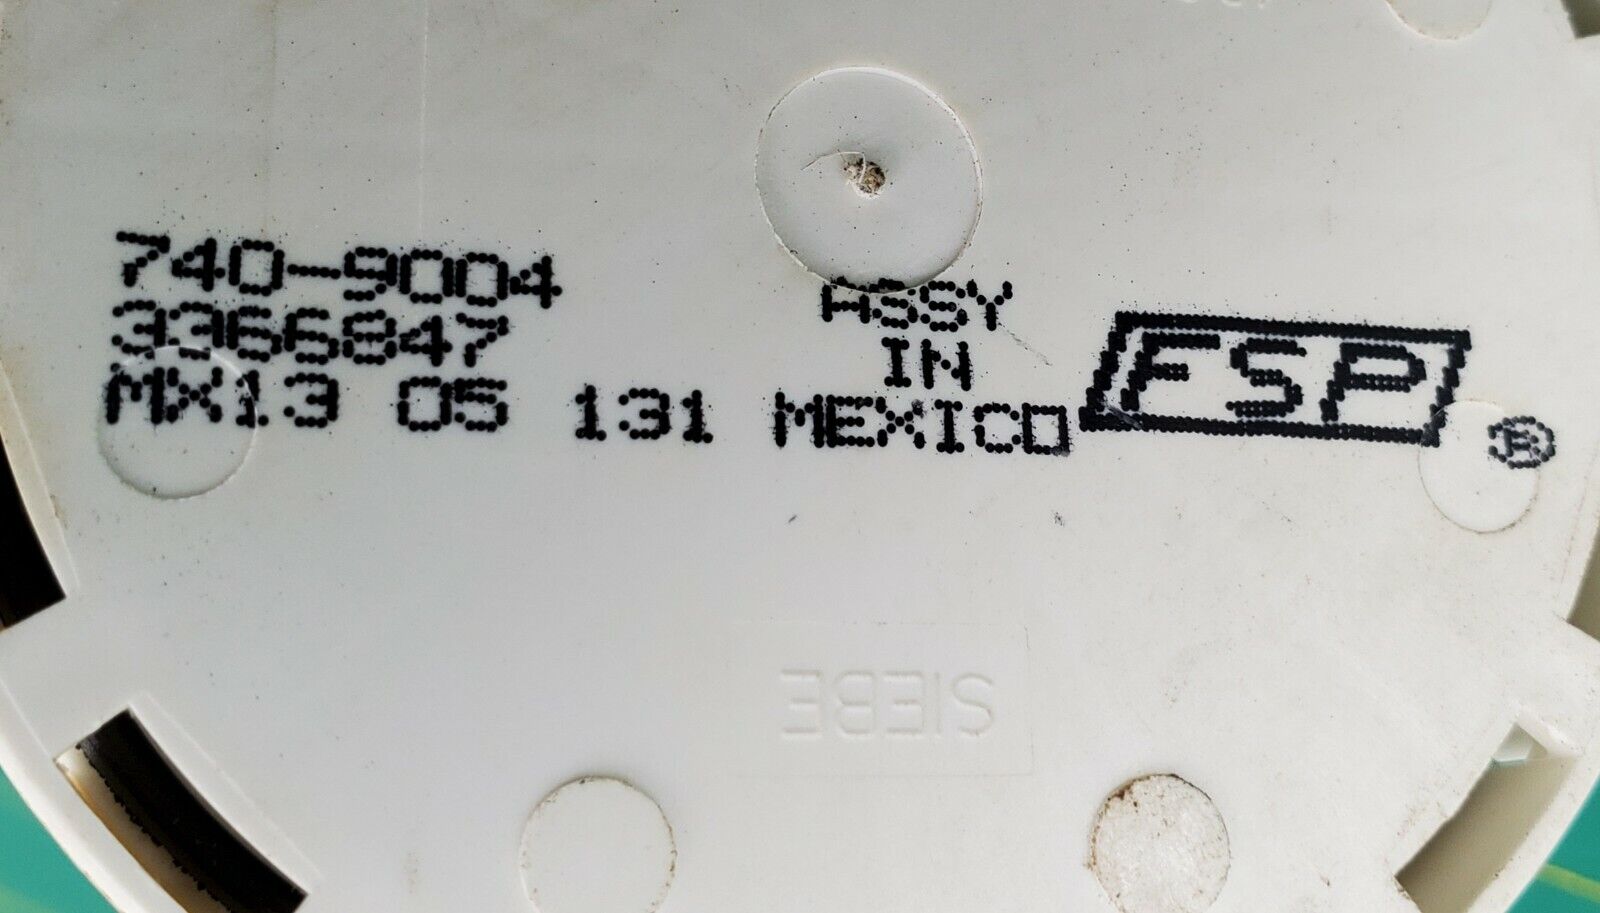 740-9004
3366847
MX13 05 131
ASSY
IN
MEXICO
FSP ®
SIEBE